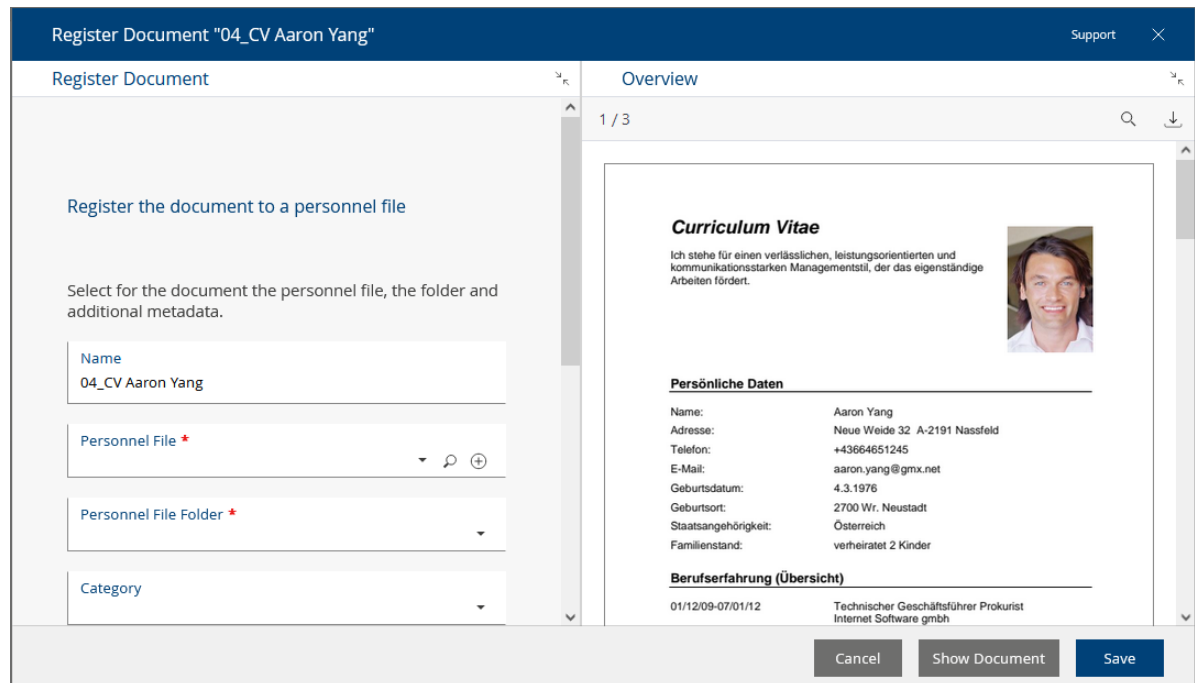 Register Document "04_CV Aaron Yang"
Support
Register Document
Register the document to a personnel file
Select for the document the personnel file, the folder and
additional metadata.
Name
04_CV Aaron Yang
Personnel File *
Personnel File Folder *
Category
Overview
1 / 3
Curriculum Vitae
Ich stehe für einen verlässlichen, leistungsorientierten und
kommunikationsstarken Managementstil, der das eigenständige
Arbeiten fördert.
Persönliche Daten
Name: Aaron Yang
Adresse: Neue Weide 32 A-2191 Nassfeld
Telefon: +43664651245
E-Mail: aaron.yang@gmx.net
Geburtsdatum: 4.3.1976
Geburtsort: 2700 Wr. Neustadt
Staatsangehörigkeit: Österreich
Familienstand: verheiratet 2 Kinder
Berufserfahrung (Übersicht)
01/12/09-07/01/12 Technischer Geschäftsführer Prokurist
Internet Software gmbh
Cancel Show Document Save